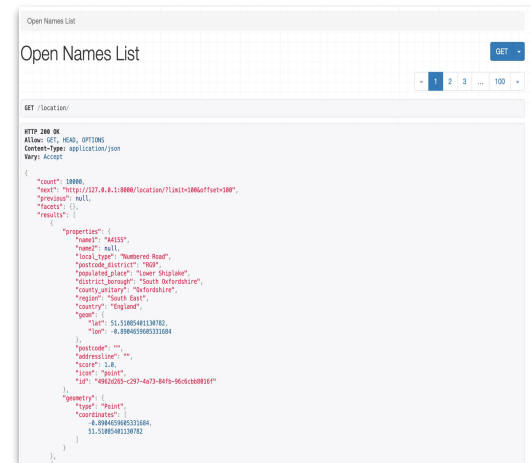 Open Names List
Open Names List
GET
« 1 2 3 ... 100 »
GET /location/
HTTP 200 OK
Allow: GET, HEAD, OPTIONS
Content-Type: application/json
Vary: Accept
{
"count": 10000,
"next": "http://127.0.0.1:8000/location/?limit=100&offset=100",
"previous": null,
"facets": {},
"results": [
{
"properties": {
"name1": "A4155",
"name2": null,
"local_type": "Numbered Road",
"postcode_district": "RG9",
"populated_place": "Lower Shiplake",
"district_borough": "South Oxfordshire",
"county_unitary": "Oxfordshire",
"region": "South East",
"country": "England",
"geom": {
"lat": 51.51085401130782,
"lon": -0.8904659605331684
},
"postcode": "",
"addressline": "",
"score": 1.0,
"icon": "point",
"id": "4962d265-c297-4a73-84fb-96c6cbb8016f"
},
"geometry": {
"type": "Point",
"coordinates": [
-0.8904659605331684,
51.51085401130782
]
}
},